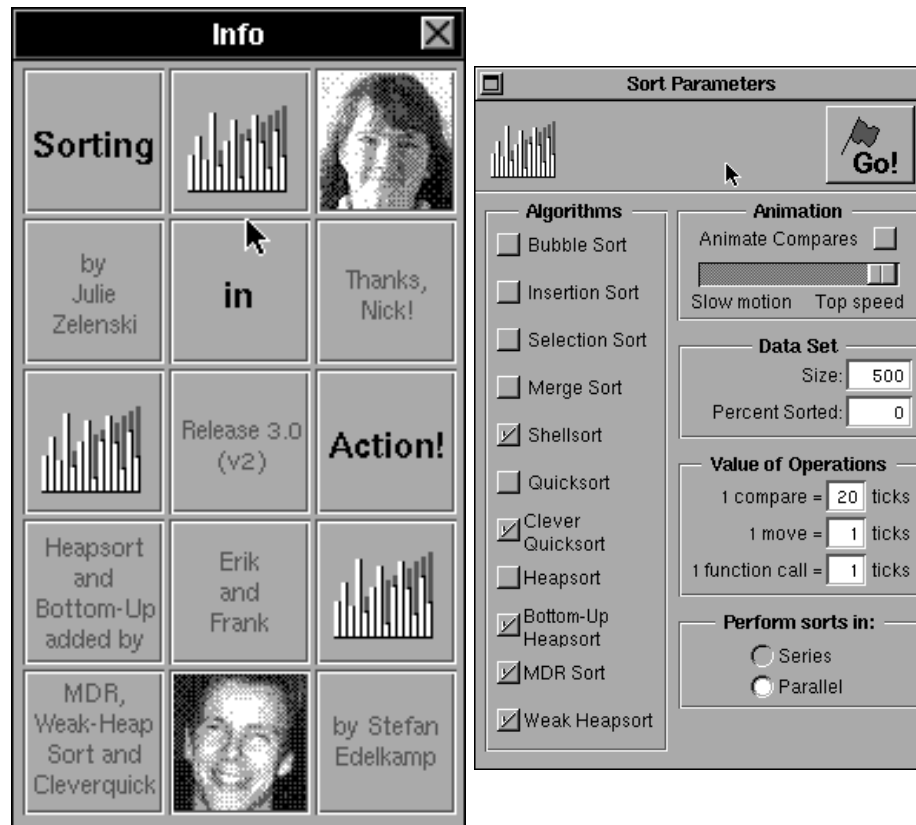 Info
Sorting
by
Julie
Zelenski
in
Thanks,
Nick!
Release 3.0
(v2)
Action!
Heapsort
and
Bottom-Up
added by
Erik
and
Frank
MDR,
Weak-Heap
Sort and
Cleverquick
by Stefan
Edelkamp
Sort Parameters
Go!
Algorithms
Bubble Sort
Insertion Sort
Selection Sort
Merge Sort
Shellsort
Quicksort
Clever
Quicksort
Heapsort
Bottom-Up
Heapsort
MDR Sort
Weak Heapsort
Animation
Animate Compares
Slow motion Top speed
Data Set
Size: 500
Percent Sorted: 0
Value of Operations
1 compare = 20 ticks
1 move = 1 ticks
1 function call = 1 ticks
Perform sorts in:
Series
Parallel